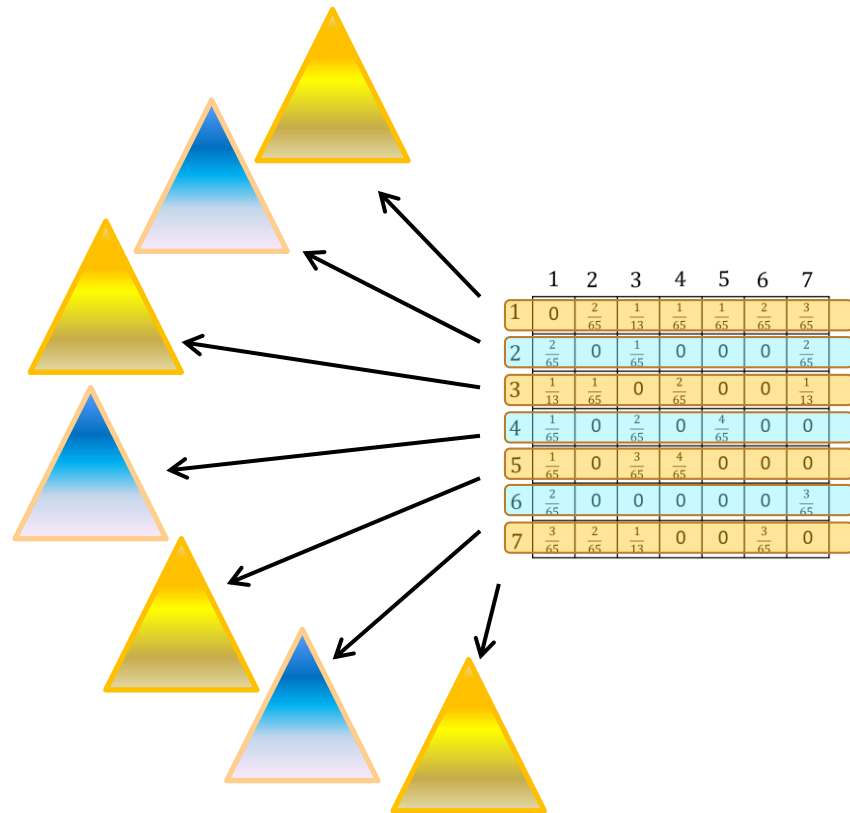 1 2 3 4 5 6 7
1 0 2/65 1/13 1/65 1/65 2/65 3/65
2 2/65 0 1/65 0 0 0 2/65
3 1/13 1/65 0 2/65 0 0 1/13
4 1/65 0 2/65 0 4/65 0 0
5 1/65 0 3/65 4/65 0 0 0
6 2/65 0 0 0 0 0 3/65
7 3/65 2/65 1/13 0 0 3/65 0